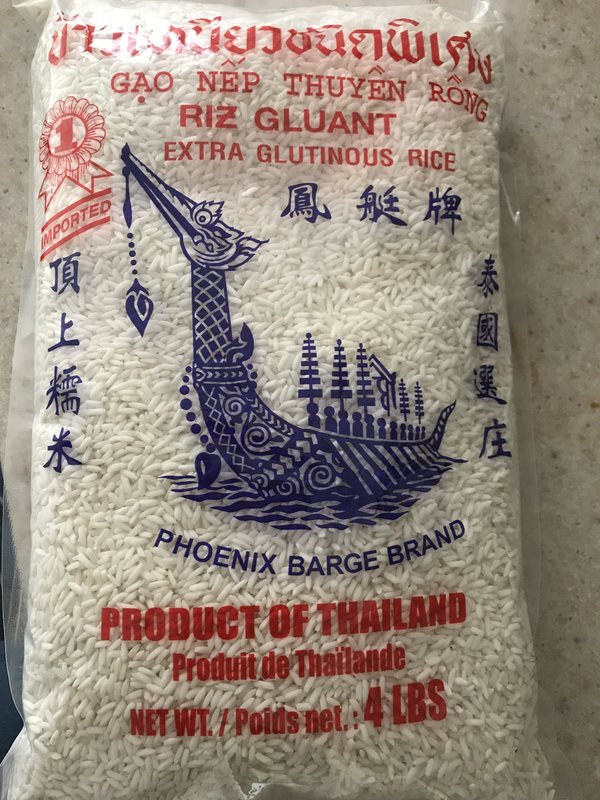 ข้าวเหนียวชนิดพิเศษ
GẠO NẾP THUYỀN RỒNG
RIZ GLUANT
EXTRA GLUTINOUS RICE
1
IMPORTED
鳳艇牌
頂上糯米
泰國選庄
PHOENIX BARGE BRAND
PRODUCT OF THAILAND
Produit de Thaïlande
NET WT. / Poids net. : 4 LBS